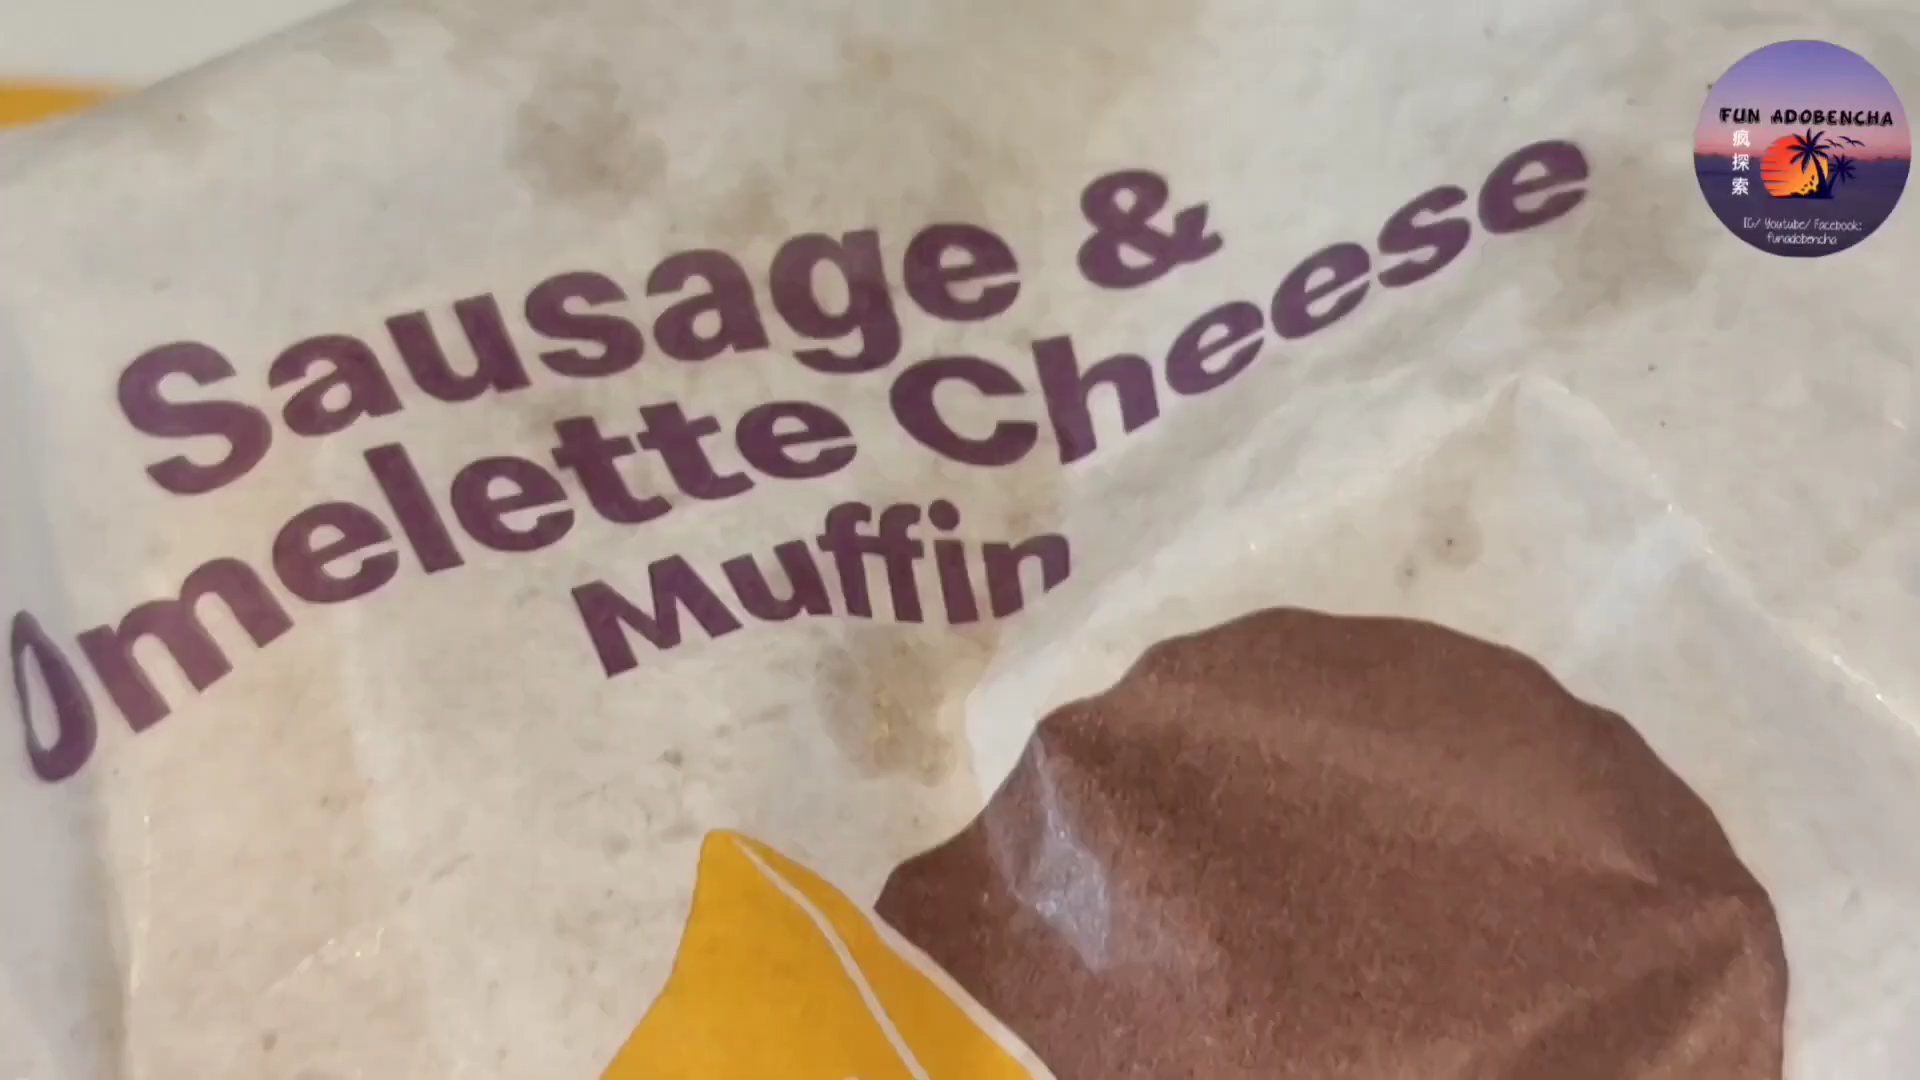 Sausage &
Omelette Cheese
Muffin
FUN ADOBENCHA
疯
探
索
IG/ Youtube/ Facebook:
funadobencha